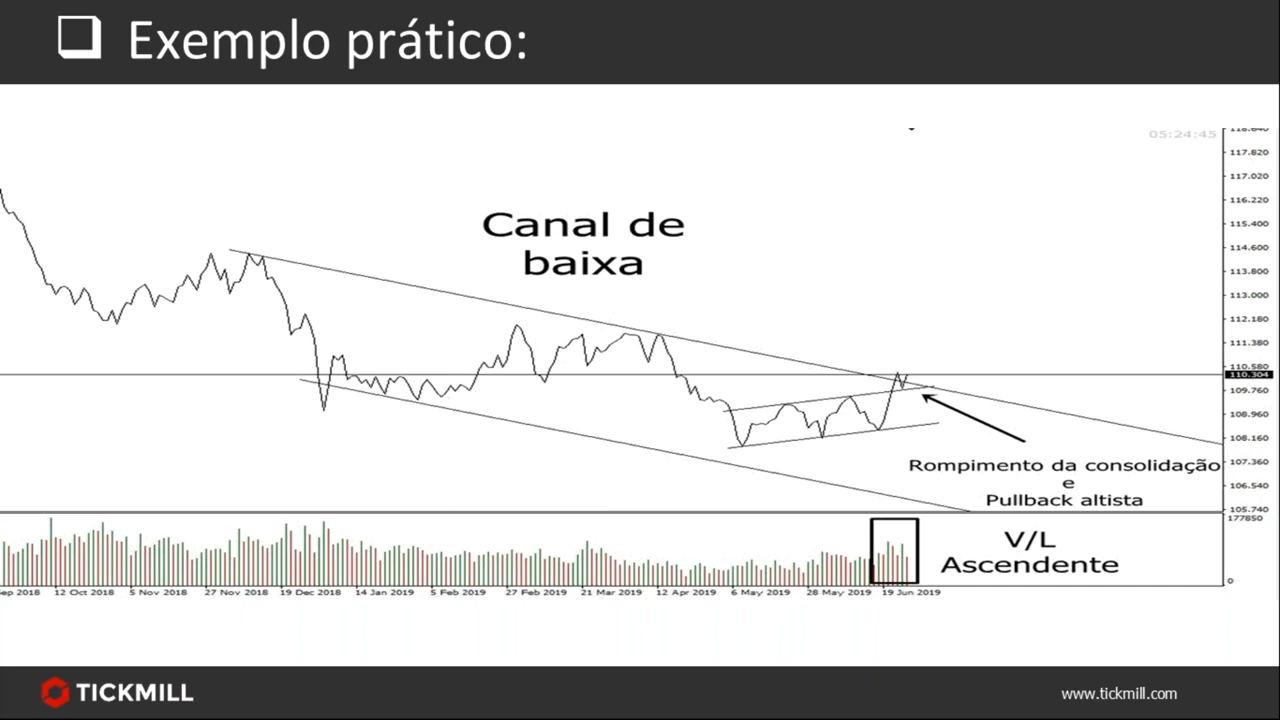 ❑ Exemplo prático:
05:24:45
Canal de
baixa
117.820
117.020
116.220
115.400
114.600
113.800
113.000
112.180
111.380
110.580
110.304
109.760
108.960
108.160
107.360
106.540
105.740
Rompimento da consolidação
e
Pullback altista
177850
V/L
Ascendente
0
ep 2018 12 Oct 2018 5 Nov 2018 27 Nov 2018 19 Dec 2018 14 Jan 2019 5 Feb 2019 27 Feb 2019 21 Mar 2019 12 Apr 2019 6 May 2019 28 May 2019 19 Jun 2019
TICKMILL
www.tickmill.com